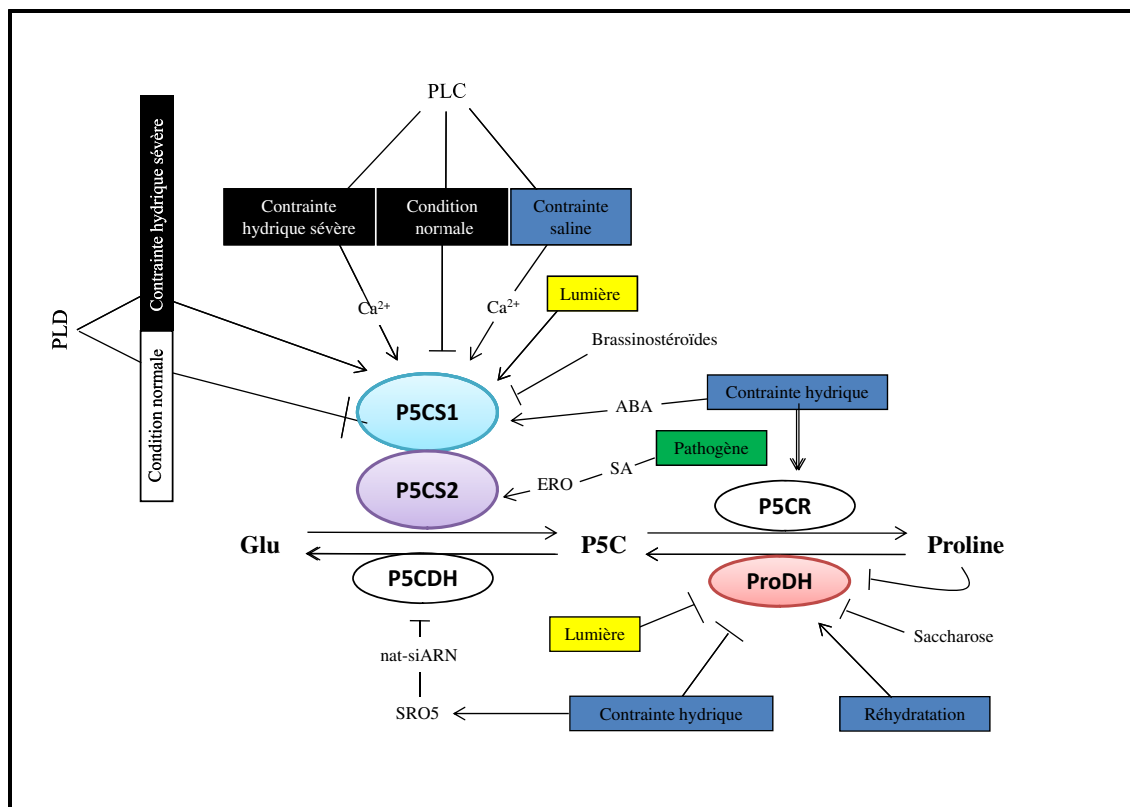 PLC
Contrainte hydrique sévère
Contrainte
hydrique sévère
Condition
normale
Contrainte
saline
PLD
Condition normale
Ca²⁺
Ca²⁺
Lumière
Brassinostéroïdes
P5CS1
ABA
Contrainte hydrique
Pathogène
SA
ERO
P5CS2
P5CR
Glu
P5C
Proline
P5CDH
ProDH
Lumière
Saccharose
nat-siARN
SRO5
Contrainte hydrique
Réhydratation